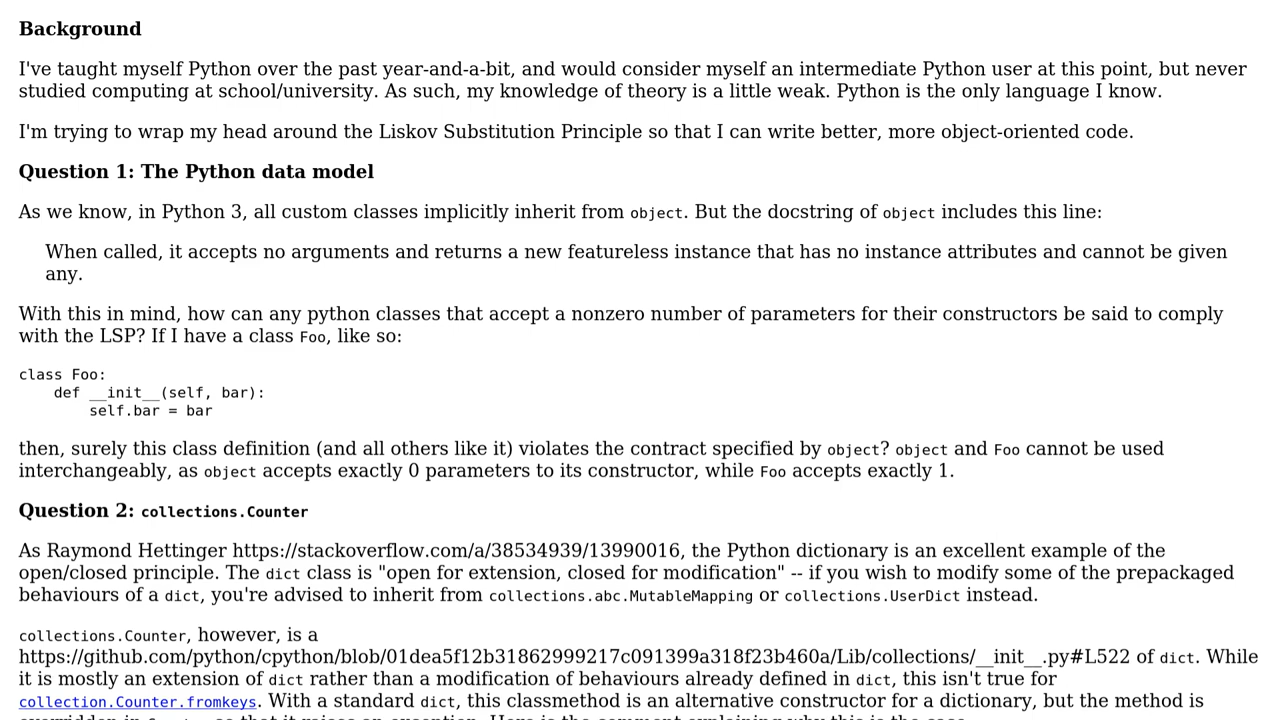 Background
I've taught myself Python over the past year-and-a-bit, and would consider myself an intermediate Python user at this point, but never
studied computing at school/university. As such, my knowledge of theory is a little weak. Python is the only language I know.
I'm trying to wrap my head around the Liskov Substitution Principle so that I can write better, more object-oriented code.
Question 1: The Python data model
As we know, in Python 3, all custom classes implicitly inherit from object. But the docstring of object includes this line:
When called, it accepts no arguments and returns a new featureless instance that has no instance attributes and cannot be given
any.
With this in mind, how can any python classes that accept a nonzero number of parameters for their constructors be said to comply
with the LSP? If I have a class Foo, like so:
class Foo:
    def __init__(self, bar):
        self.bar = bar
then, surely this class definition (and all others like it) violates the contract specified by object? object and Foo cannot be used
interchangeably, as object accepts exactly 0 parameters to its constructor, while Foo accepts exactly 1.
Question 2: collections.Counter
As Raymond Hettinger https://stackoverflow.com/a/38534939/13990016, the Python dictionary is an excellent example of the
open/closed principle. The dict class is "open for extension, closed for modification" -- if you wish to modify some of the prepackaged
behaviours of a dict, you're advised to inherit from collections.abc.MutableMapping or collections.UserDict instead.
collections.Counter, however, is a
https://github.com/python/cpython/blob/01dea5f12b31862999217c091399a318f23b460a/Lib/collections/__init__.py#L522 of dict. While
it is mostly an extension of dict rather than a modification of behaviours already defined in dict, this isn't true for
collection.Counter.fromkeys. With a standard dict, this classmethod is an alternative constructor for a dictionary, but the method is